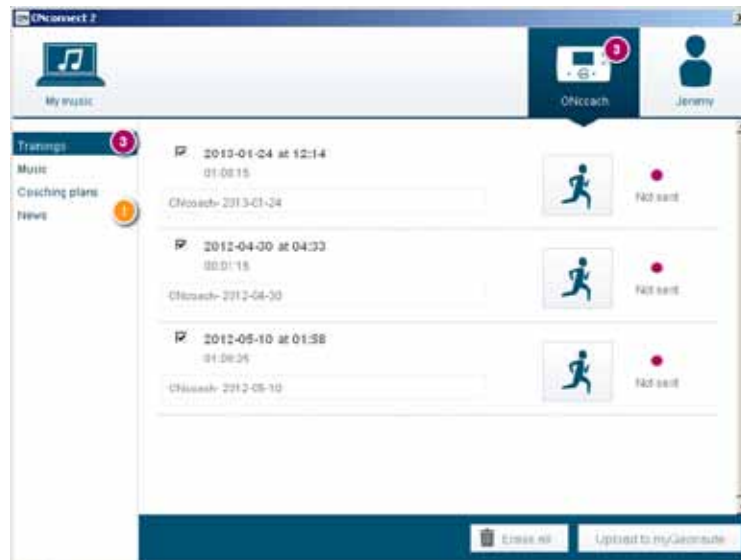 ONconnect 2
My music
3
ONcoach
Jeremy
Trainings
3
Music
Coaching plans
News
1
2013-01-24 at 12:14
01:08:15
ONcoach- 2013-01-24
Not sent
2012-04-30 at 04:33
00:01:15
ONcoach- 2012-04-30
Not sent
2012-05-10 at 01:58
ONcoach- 2012-05-10
Not sent
Erase all
Upload to myGeonaute